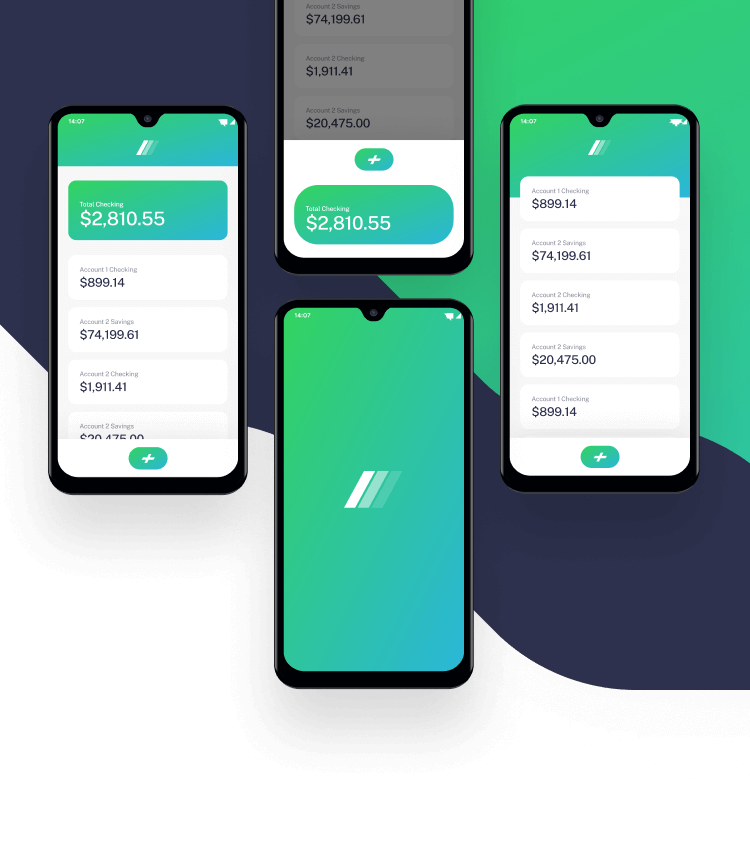 14:07
Total Checking
$2,810.55
Account 1 Checking
$899.14
Account 2 Savings
$74,199.61
Account 2 Checking
$1,911.41
Account 2 Savings
$20,475.00
Account 2 Savings
$74,199.61
Account 2 Checking
$1,911.41
Account 2 Savings
$20,475.00
Total Checking
$2,810.55
14:07
14:07
Account 1 Checking
$899.14
Account 2 Savings
$74,199.61
Account 2 Checking
$1,911.41
Account 2 Savings
$20,475.00
Account 1 Checking
$899.14